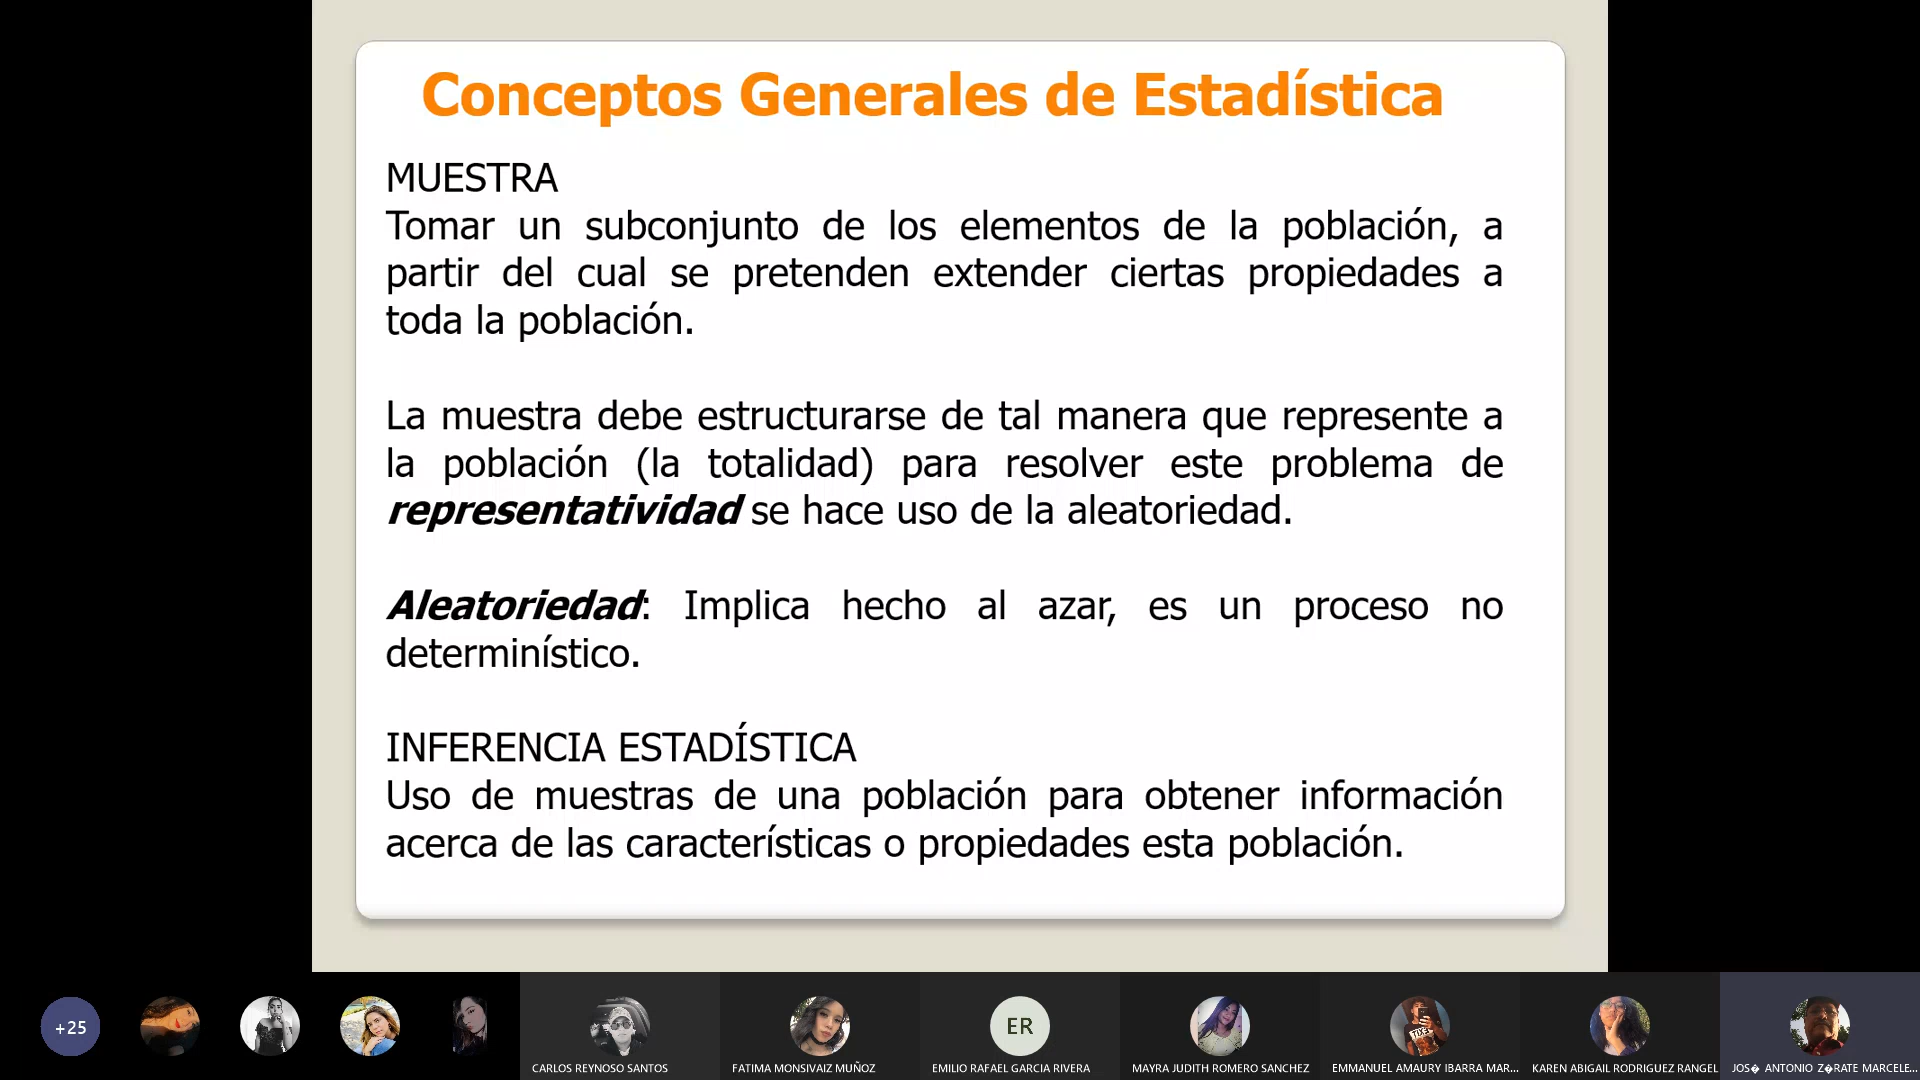 Conceptos Generales de Estadística
MUESTRA
Tomar un subconjunto de los elementos de la población, a
partir del cual se pretenden extender ciertas propiedades a
toda la población.
La muestra debe estructurarse de tal manera que represente a
la población (la totalidad) para resolver este problema de
representatividad se hace uso de la aleatoriedad.
Aleatoriedad: Implica hecho al azar, es un proceso no
determinístico.
INFERENCIA ESTADÍSTICA
Uso de muestras de una población para obtener información
acerca de las características o propiedades esta población.
+25
ER
CARLOS REYNOSO SANTOS
FATIMA MONSIVAIZ MUÑOZ
EMILIO RAFAEL GARCIA RIVERA
MAYRA JUDITH ROMERO SANCHEZ
EMMANUEL AMAURY IBARRA MAR...
KAREN ABIGAIL RODRIGUEZ RANGEL
JOS� ANTONIO Z�RATE MARCELE...